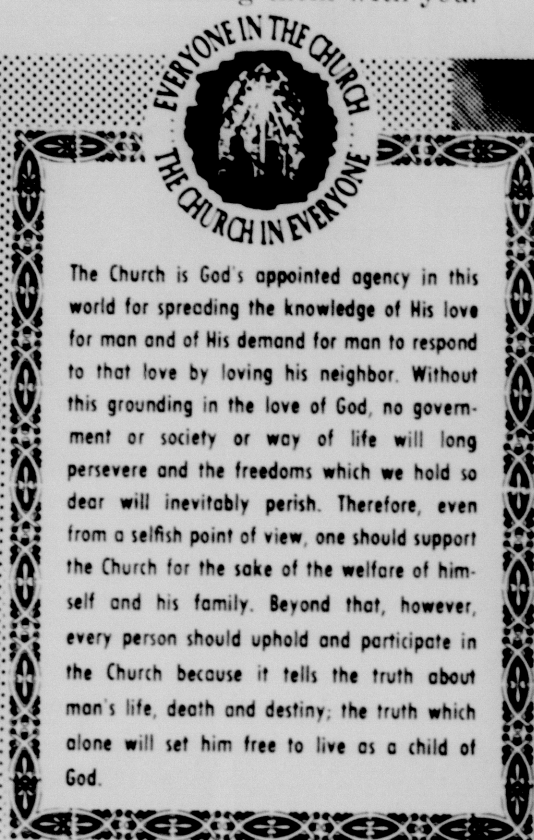 them with you.
EVERYONE IN THE CHURCH
THE CHURCH IN EVERYONE
The Church is God's appointed agency in this
world for spreading the knowledge of His love
for man and of His demand for man to respond
to that love by loving his neighbor. Without
this grounding in the love of God, no govern-
ment or society or way of life will long
persevere and the freedoms which we hold so
dear will inevitably perish. Therefore, even
from a selfish point of view, one should support
the Church for the sake of the welfare of him-
self and his family. Beyond that, however,
every person should uphold and participate in
the Church because it tells the truth about
man's life, death and destiny; the truth which
alone will set him free to live as a child of
God.